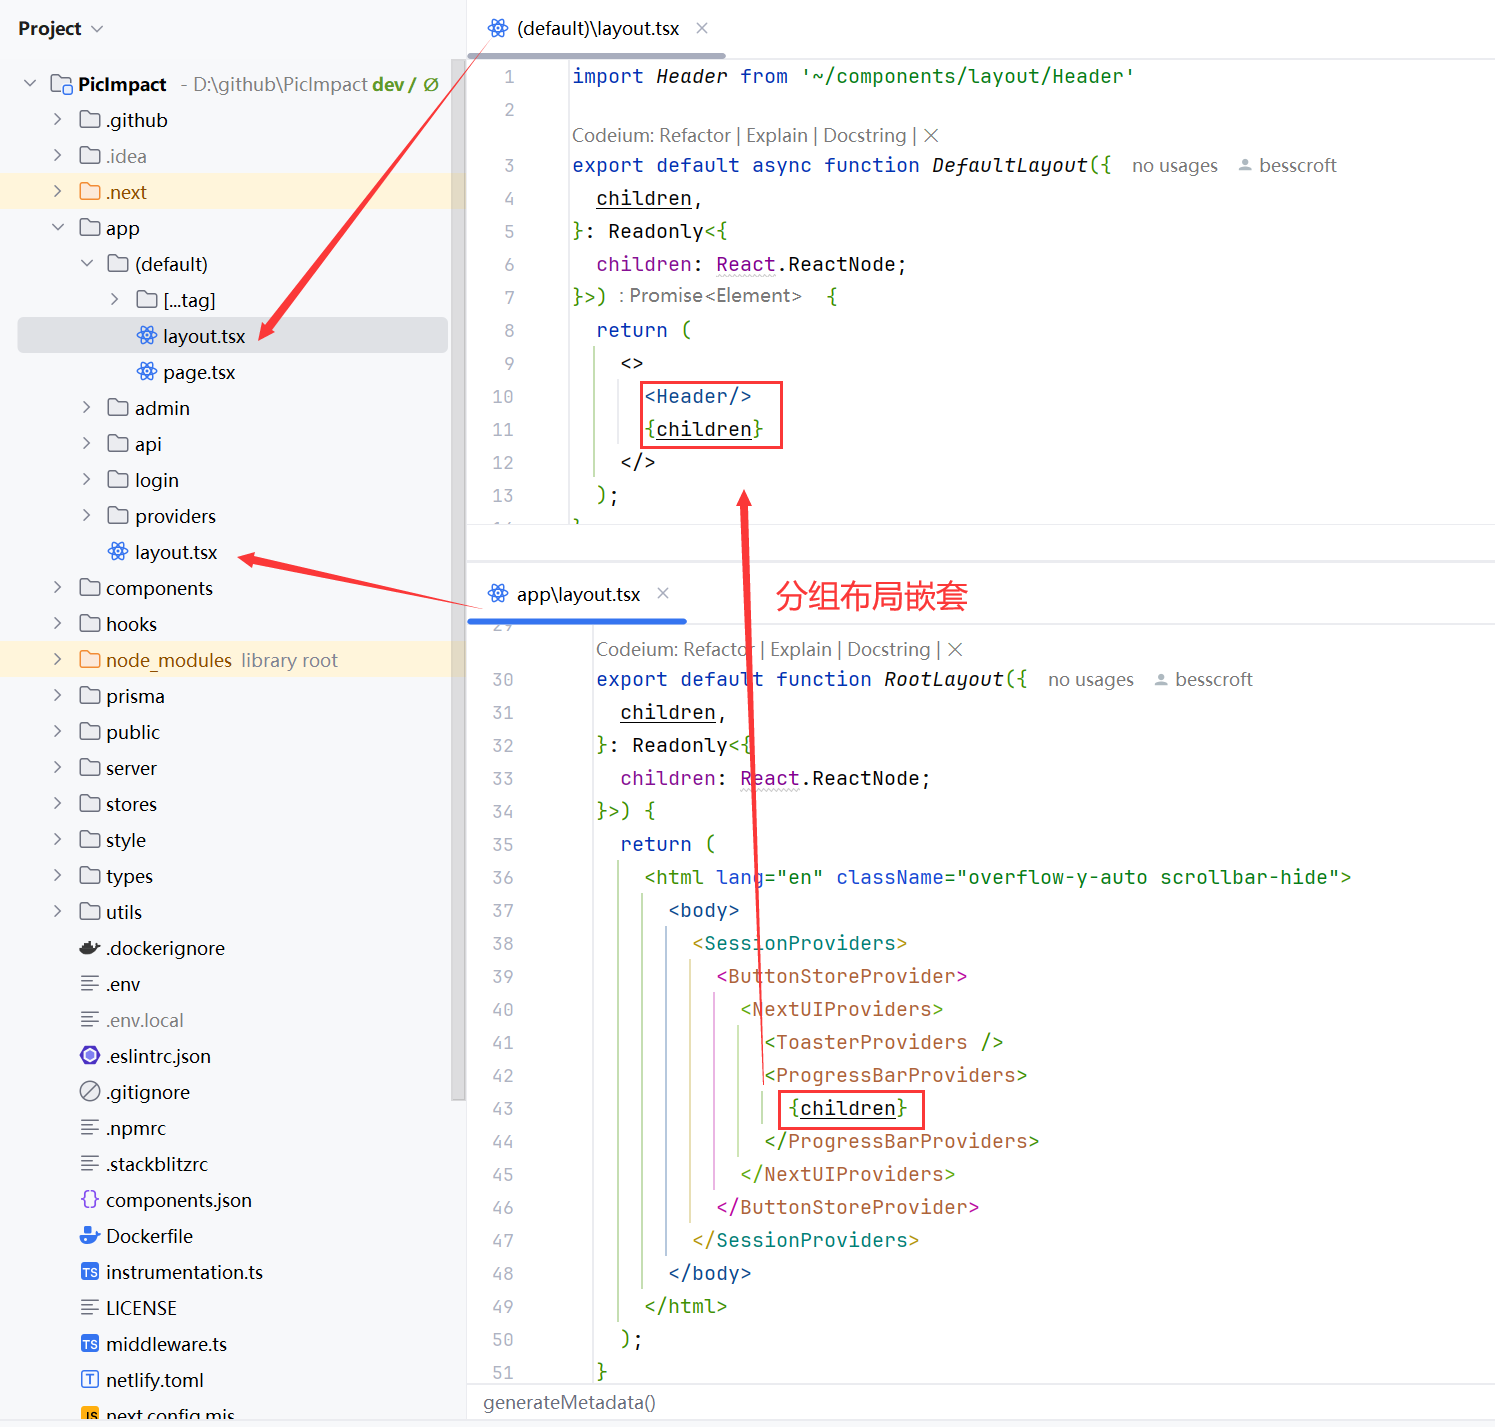 Project
PicImpact - D:\github\PicImpact dev / Ø
.github
.idea
.next
app
(default)
[...tag]
layout.tsx
page.tsx
admin
api
login
providers
layout.tsx
components
hooks
node_modules library root
prisma
public
server
stores
style
types
utils
.dockerignore
.env
.env.local
.eslintrc.json
.gitignore
.npmrc
.stackblitzrc
components.json
Dockerfile
TS instrumentation.ts
LICENSE
TS middleware.ts
T netlify.toml
JS next.config.mjs
(default)\layout.tsx
1 import Header from '~/components/layout/Header'
2
Codeium: Refactor | Explain | Docstring | ×
3 export default async function DefaultLayout({ no usages besscroft
4 children,
5 }: Readonly<{
6 children: React.ReactNode;
7 }>) : Promise<Element> {
8 return (
9 <>
10 <Header/>
11 {children}
12 </>
13 );
14 }
app\layout.tsx
分组布局嵌套
29
Codeium: Refactor | Explain | Docstring | ×
30 export default function RootLayout({ no usages besscroft
31 children,
32 }: Readonly<{
33 children: React.ReactNode;
34 }>) {
35 return (
36 <html lang="en" className="overflow-y-auto scrollbar-hide">
37 <body>
38 <SessionProviders>
39 <ButtonStoreProvider>
40 <NextUIProviders>
41 <ToasterProviders />
42 <ProgressBarProviders>
43 {children}
44 </ProgressBarProviders>
45 </NextUIProviders>
46 </ButtonStoreProvider>
47 </SessionProviders>
48 </body>
49 </html>
50 );
51 }
generateMetadata()